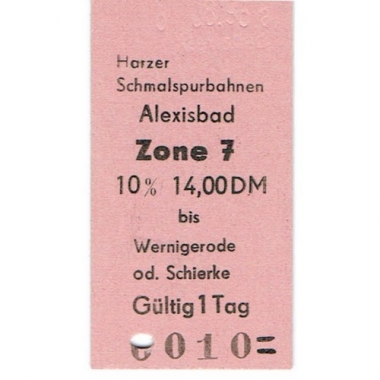 Harzer
Schmalspurbahnen
Alexisbad
Zone 7
10% 14,00DM
bis
Wernigerode
od. Schierke
Gültig 1 Tag
0010=